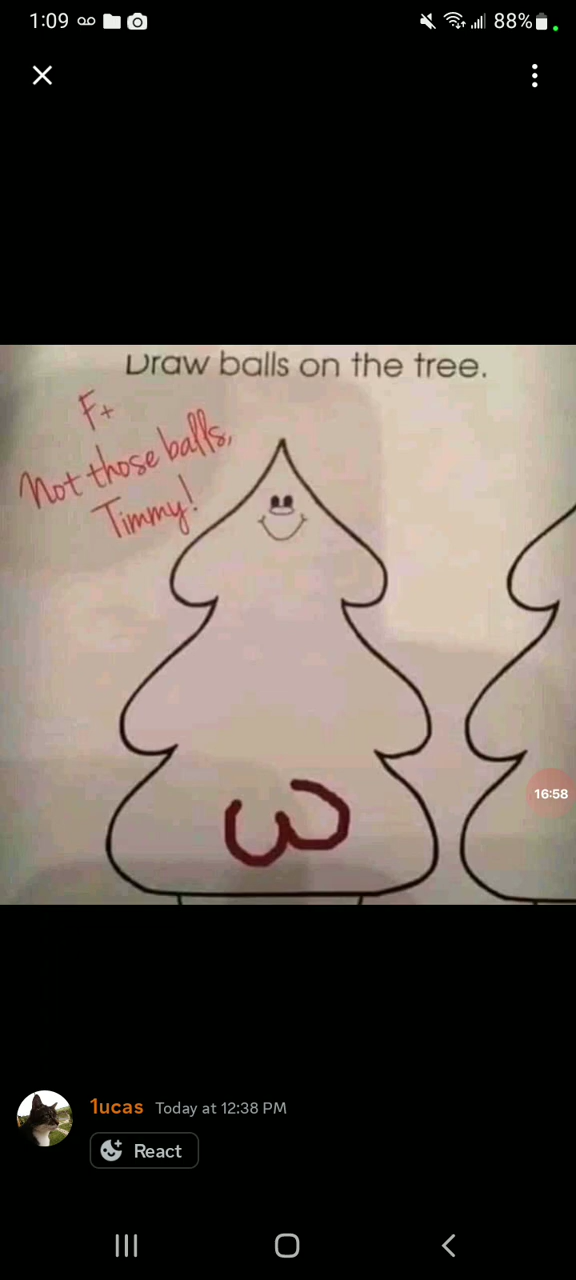 1:09
88%
Draw balls on the tree.
F+
Not those balls,
Timmy!
16:58
1ucas Today at 12:38 PM
React